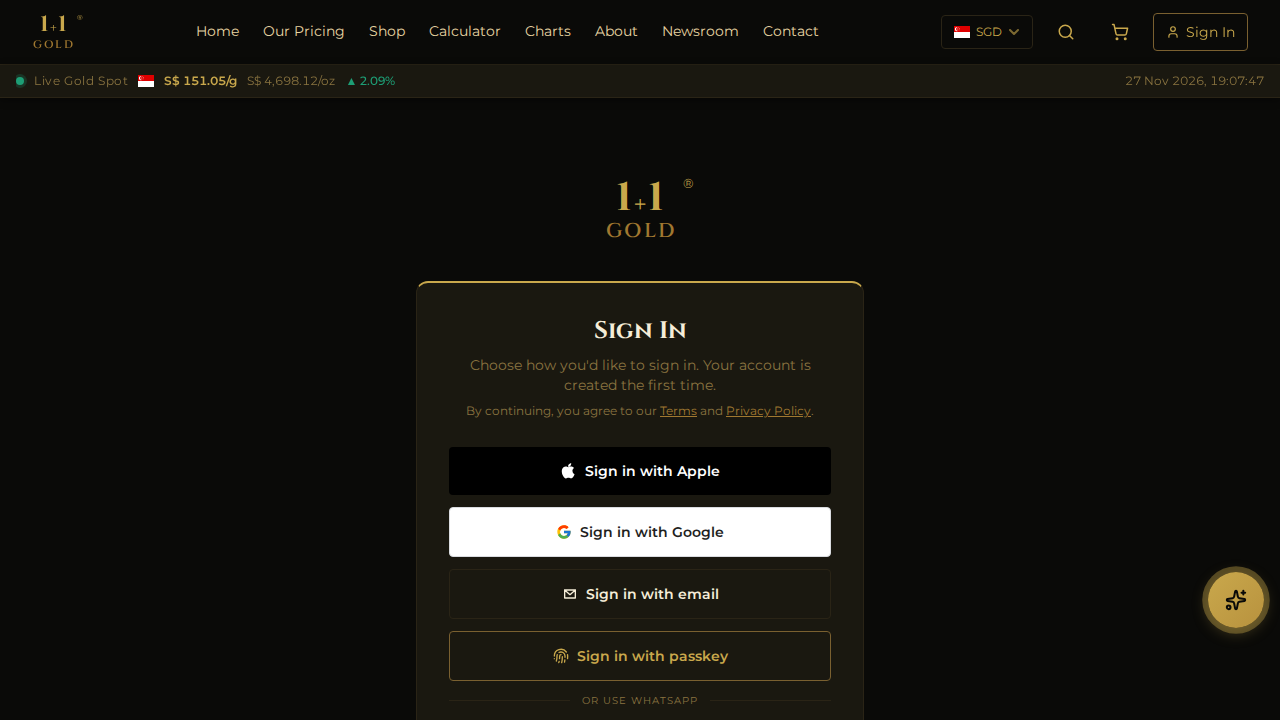 1+1 ®
GOLD
Home Our Pricing Shop Calculator Charts About Newsroom Contact
SGD
Sign In
Live Gold Spot S$ 151.05/g S$ 4,698.12/oz ▲ 2.09%
27 Nov 2026, 19:07:47
1+1 ®
GOLD
Sign In
Choose how you'd like to sign in. Your account is
created the first time.
By continuing, you agree to our Terms and Privacy Policy.
Sign in with Apple
Sign in with Google
Sign in with email
Sign in with passkey
OR USE WHATSAPP